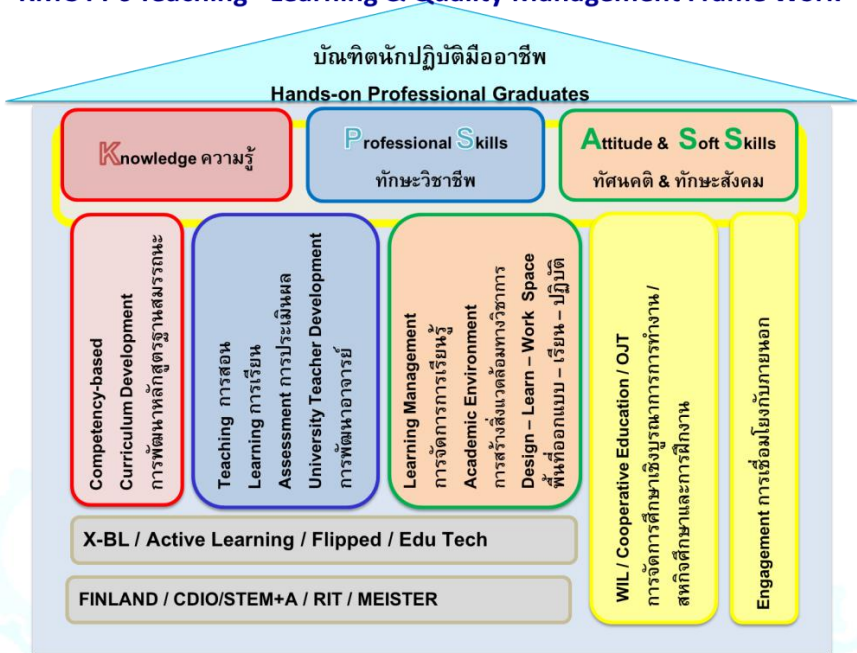 Teaching - Learning & Quality Management Frame Work
บัณฑิตนักปฏิบัติมืออาชีพ
Hands-on Professional Graduates
Knowledge ความรู้
Professional Skills
ทักษะวิชาชีพ
Attitude & Soft Skills
ทัศนคติ & ทักษะสังคม
Competency-based
Curriculum Development
การพัฒนาหลักสูตรฐานสมรรถนะ
Teaching การสอน
Learning การเรียน
Assessment การประเมินผล
University Teacher Development
การพัฒนาอาจารย์
Learning Management
การจัดการการเรียนรู้
Academic Environment
การสร้างสิ่งแวดล้อมทางวิชาการ
Design – Learn – Work Space
พื้นที่ออกแบบ – เรียน – ปฏิบัติ
WIL / Cooperative Education / OJT
การจัดการศึกษาเชิงบูรณาการการทำงาน /
สหกิจศึกษาและการฝึกงาน
Engagement การเชื่อมโยงกับภายนอก
X-BL / Active Learning / Flipped / Edu Tech
FINLAND / CDIO/STEM+A / RIT / MEISTER